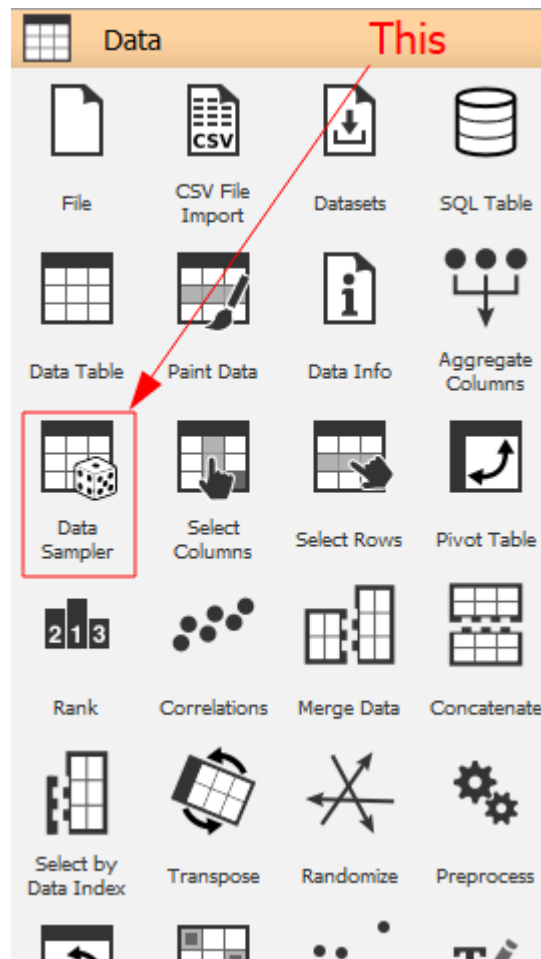 Data
This
CSV
File
CSV File
Import
Datasets
SQL Table
Data Table
Paint Data
Data Info
Aggregate
Columns
Data
Sampler
Select
Columns
Select Rows
Pivot Table
2 1 3
Rank
Correlations
Merge Data
Concatenate
Select by
Data Index
Transpose
Randomize
Preprocess
T